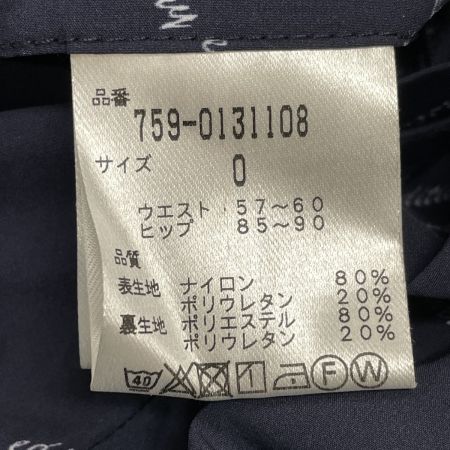 品番
759-0131108
サイズ
0
ウエスト 57～60
ヒップ 85～90
品質
表生地 ナイロン 80%
ポリウレタン 20%
裏生地 ポリエステル 80%
ポリウレタン 20%
40 1 F W